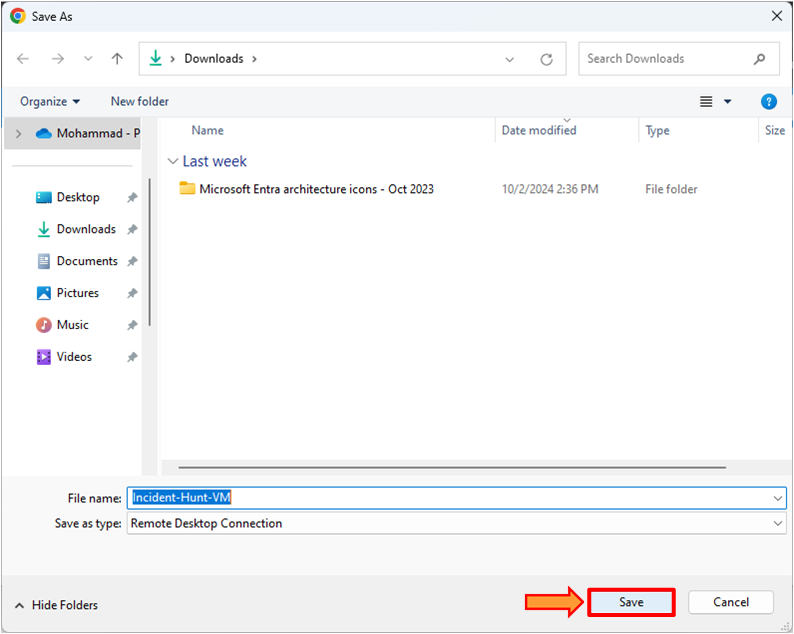 Save As
Downloads
Search Downloads
Organize
New folder
Mohammad - P
Name
Date modified
Type
Size
Last week
Microsoft Entra architecture icons - Oct 2023
10/2/2024 2:36 PM
File folder
Desktop
Downloads
Documents
Pictures
Music
Videos
File name: Incident-Hunt-VM
Save as type: Remote Desktop Connection
Hide Folders
Save
Cancel